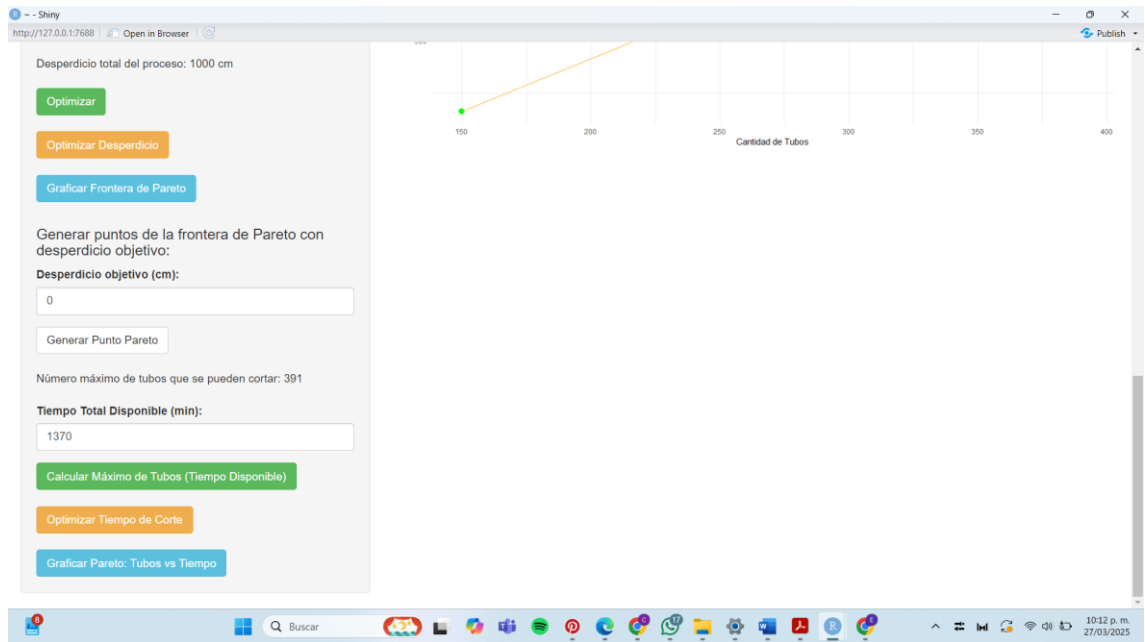 ~ - Shiny
http://127.0.0.1:7688
Open in Browser
Publish
Desperdicio total del proceso: 1000 cm
Optimizar
Optimizar Desperdicio
Graficar Frontera de Pareto
Generar puntos de la frontera de Pareto con
desperdicio objetivo:
Desperdicio objetivo (cm):
0
Generar Punto Pareto
Número máximo de tubos que se pueden cortar: 391
Tiempo Total Disponible (min):
1370
Calcular Máximo de Tubos (Tiempo Disponible)
Optimizar Tiempo de Corte
Graficar Pareto: Tubos vs Tiempo
150 200 250 300 350 400
Cantidad de Tubos
8
Buscar
10:12 p. m.
27/03/2025